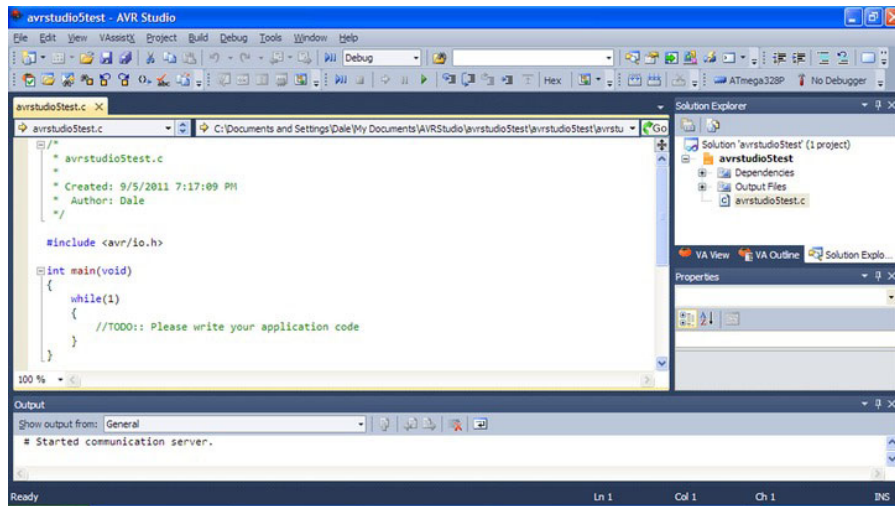 avrstudio5test - AVR Studio
File Edit View VAssistX Project Build Debug Tools Window Help
Debug
Hex ATmega328P No Debugger
avrstudio5test.c
avrstudio5test.c C:\Documents and Settings\Dale\My Documents\AVRStudio\avrstudio5test\avrstudio5test\avrstu Go
/*
* avrstudio5test.c
*
* Created: 9/5/2011 7:17:09 PM
* Author: Dale
*/
#include <avr/io.h>
int main(void)
{
while(1)
{
//TODO:: Please write your application code
}
}
100 %
Solution Explorer
Solution 'avrstudio5test' (1 project)
avrstudio5test
Dependencies
Output Files
avrstudio5test.c
VA View VA Outline Solution Explo...
Properties
Output
Show output from: General
# Started communication server.
Ready Ln 1 Col 1 Ch 1 INS